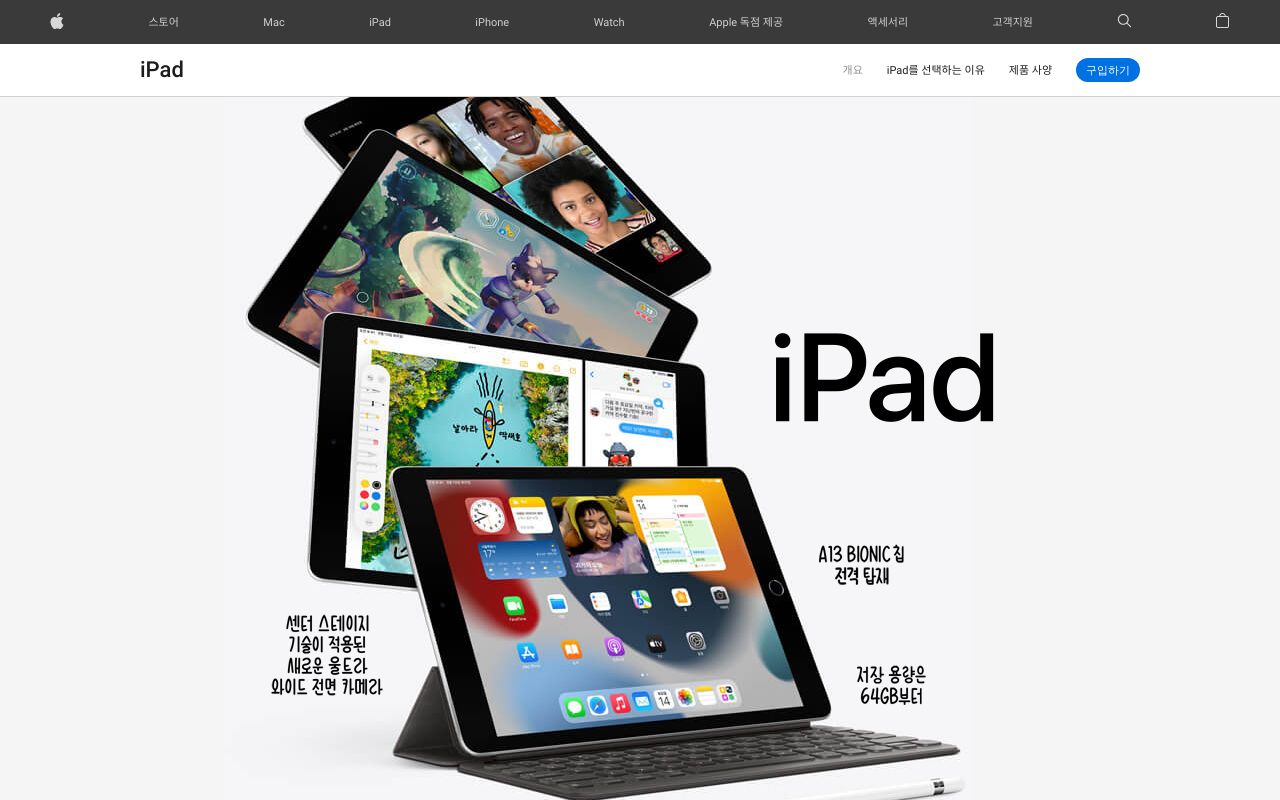 스토어
Mac
iPad
iPhone
Watch
Apple 독점 제공
액세서리
고객지원
iPad
개요
iPad를 선택하는 이유
제품 사양
구입하기
iPad
날아라
딱새호
14
17°
A13 BIONIC 칩
전격 탑재
센터 스테이지
기술이 적용된
새로운 울트라
와이드 전면 카메라
저장 용량은
64GB부터
tv
14